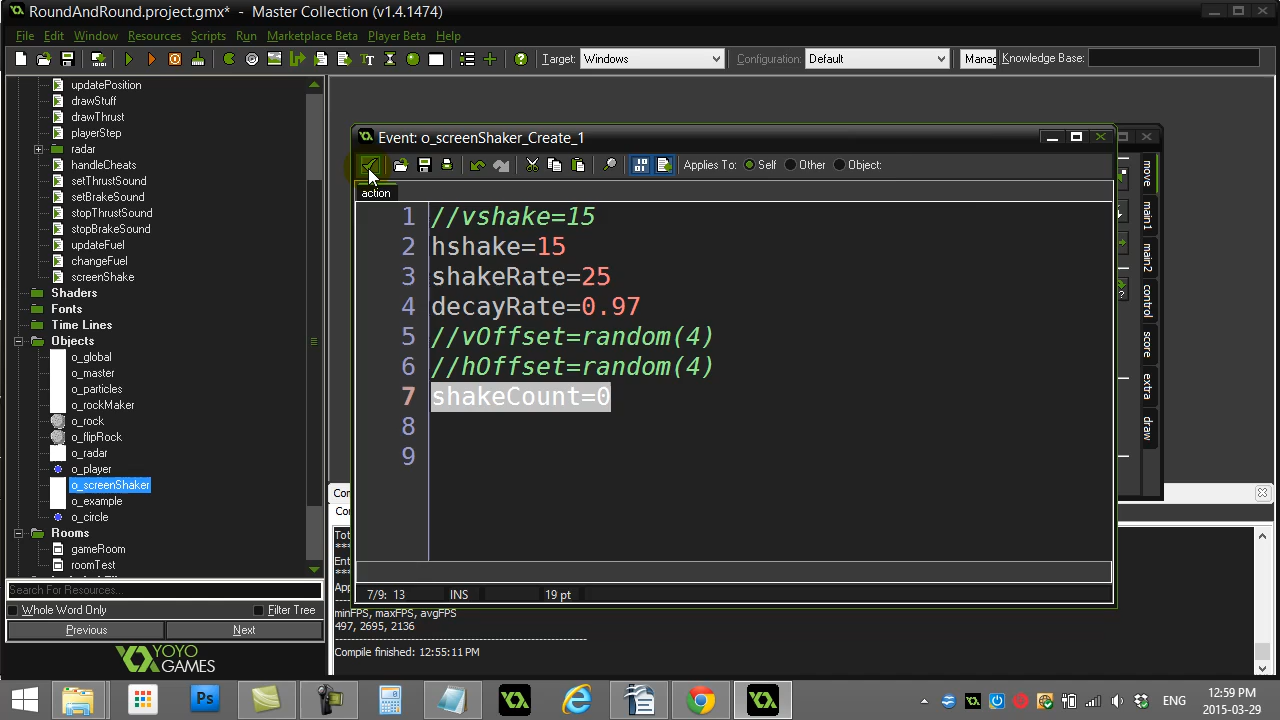 RoundAndRound.project.gmx* - Master Collection (v1.4.1474)
File Edit Window Resources Scripts Run Marketplace Beta Player Beta Help
Target: Windows Configuration: Default Manag Knowledge Base:
updatePosition
drawStuff
drawThrust
playerStep
radar
handleCheats
setThrustSound
setBrakeSound
stopThrustSound
stopBrakeSound
updateFuel
changeFuel
screenShake
Shaders
Fonts
Time Lines
Objects
o_global
o_master
o_particles
o_rockMaker
o_rock
o_flipRock
o_radar
o_player
o_screenShaker
o_example
o_circle
Rooms
gameRoom
roomTest
Search For Resources...
Whole Word Only Filter Tree
Previous Next
YOYO
GAMES
Event: o_screenShaker_Create_1
Applies To: Self Other Object:
action
1 //vshake=15
2 hshake=15
3 shakeRate=25
4 decayRate=0.97
5 //vOffset=random(4)
6 //hOffset=random(4)
7 shakeCount=0
8
9
7/9: 13 INS 19 pt
move
main1
main2
control
score
extra
draw
minFPS, maxFPS, avgFPS
497, 2695, 2136
Compile finished: 12:55:11 PM
Ps
ENG
12:59 PM
2015-03-29